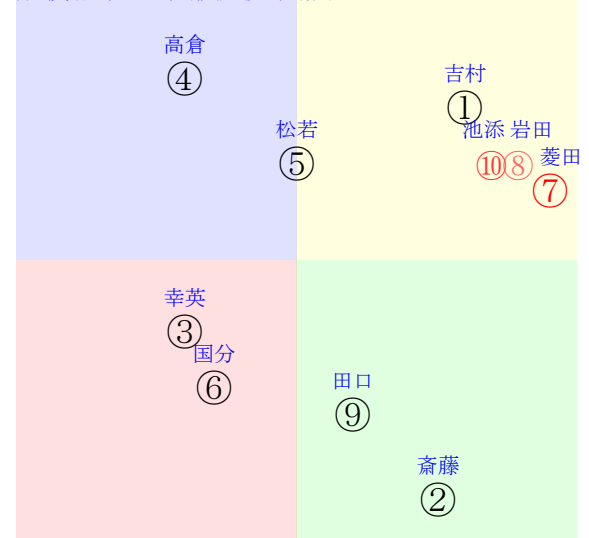 高倉
④
吉村
①
松若
⑤
池添 岩田
⑩⑧
菱田
⑦
幸英
③
国分
⑥
田口
⑨
斎藤
②